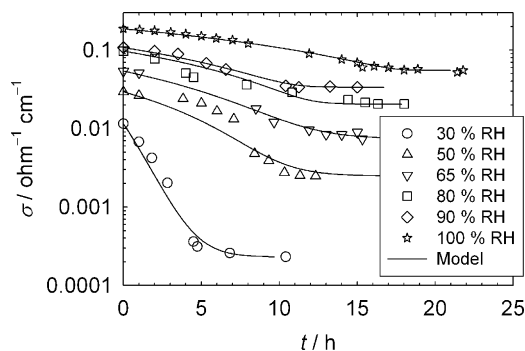 0.1
0.01
0.001
0.0001
σ / ohm⁻¹ cm⁻¹
30 % RH
50 % RH
65 % RH
80 % RH
90 % RH
100 % RH
Model
0 5 10 15 20 25
t / h